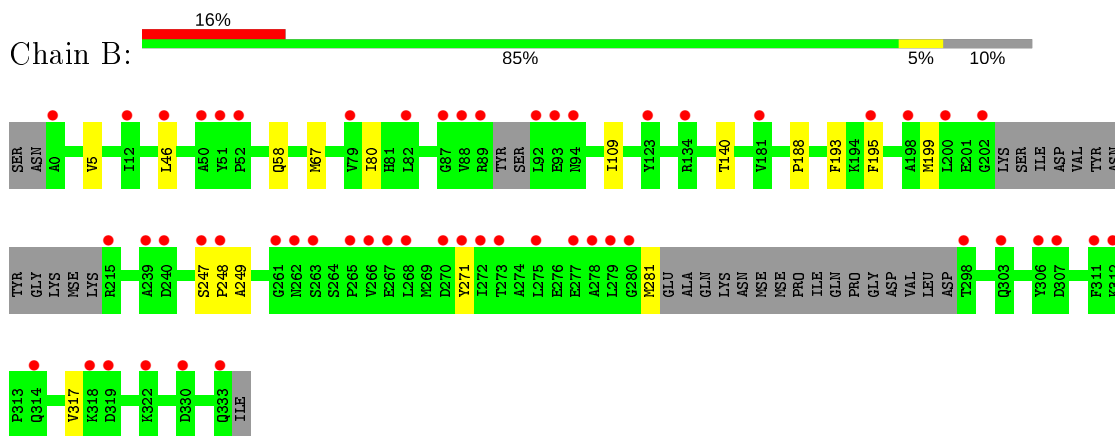 16%
Chain B:
85% 5% 10%
SER ASN A0 V5 I12 L46 A50 Y51 P52 Q58 M67 V79 I80 H81 L82 G87 V88 R89 TYR SER L92 E93 N94 I109 Y123 R134 T140 V181 P188 F193 K194 F195 A198 M199 L200 E201 G202 LYS SER ILE ASP VAL TYR ASN
TYR GLY LYS MSE LYS R215 A239 D240 S247 P248 A249 G261 N262 S263 S264 P265 V266 E267 L268 M269 D270 Y271 I272 T273 A274 L275 E276 E277 A278 L279 G280 M281 GLU ALA GLN LYS ASN MSE MSE PRO ILE GLN PRO GLY ASP VAL LEU ASP T298 Q303 Y306 D307 F311 K312
P313 Q314 V317 K318 D319 K322 D330 Q333 ILE